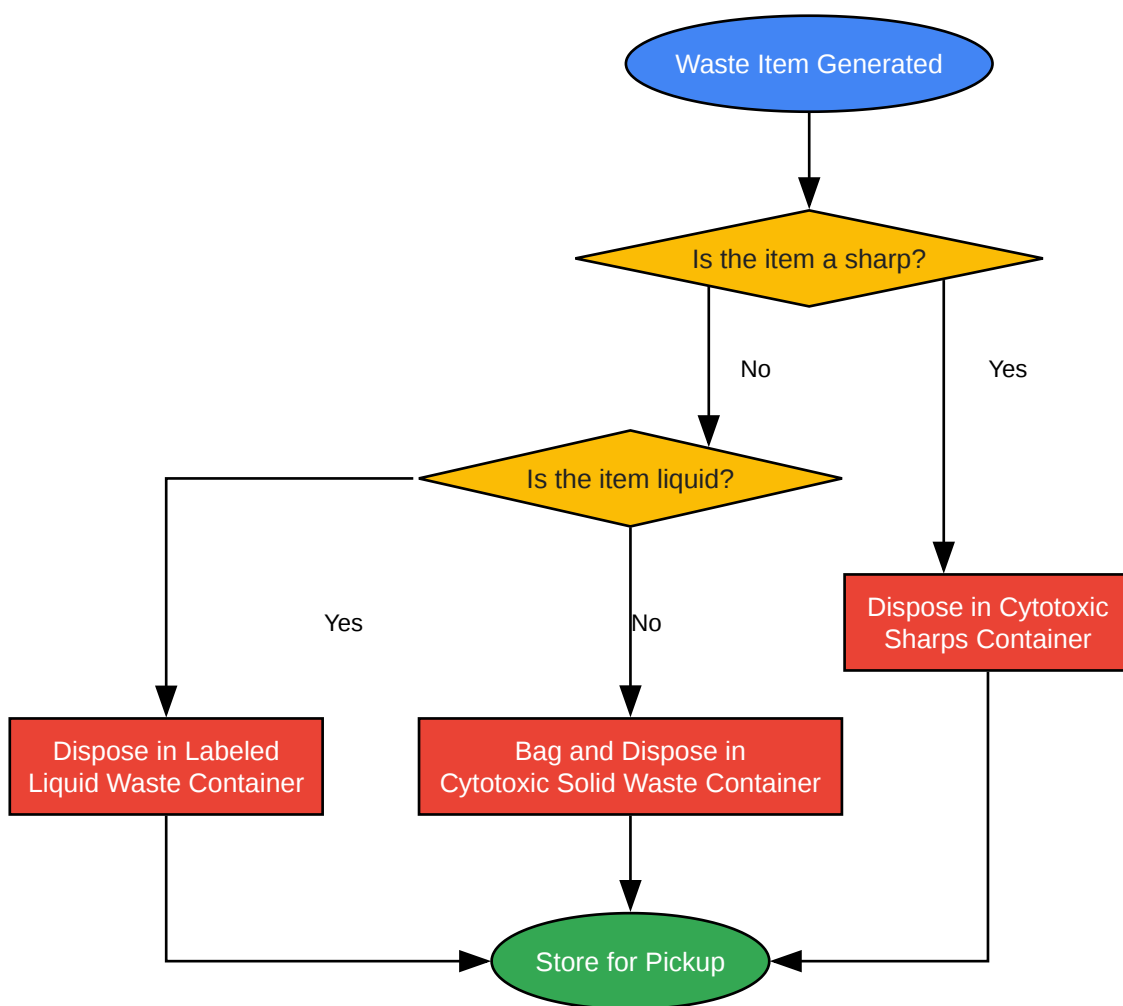 Waste Item Generated
Is the item a sharp?
No
Yes
Is the item liquid?
Yes
No
Dispose in Cytotoxic
Sharps Container
Dispose in Labeled
Liquid Waste Container
Bag and Dispose in
Cytotoxic Solid Waste Container
Store for Pickup